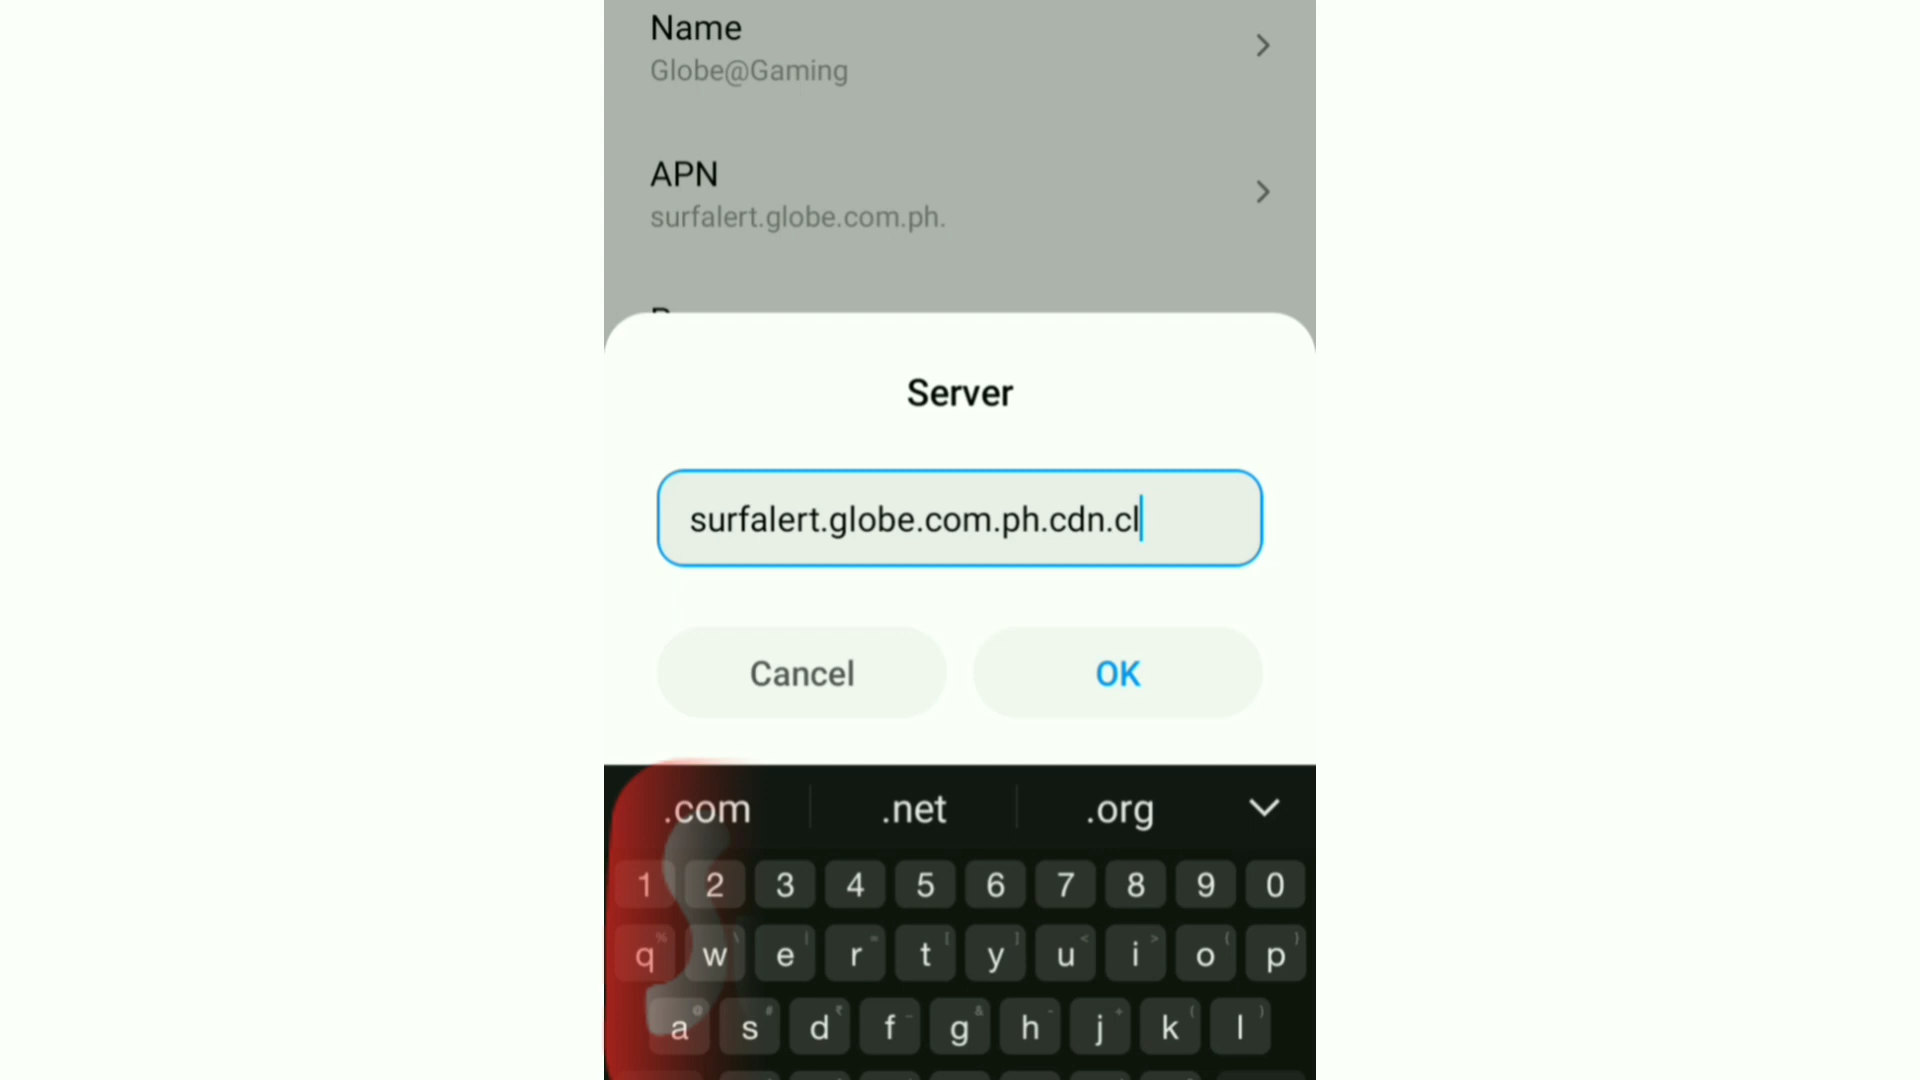 Name
Globe@Gaming
APN
surfalert.globe.com.ph.
Server
surfalert.globe.com.ph.cdn.cl
Cancel OK
.com .net .org
1 2 3 4 5 6 7 8 9 0
q w e r t y u i o p
a s d f g h j k l